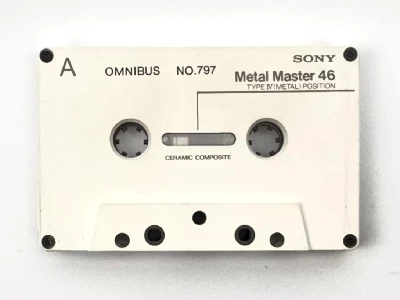 A OMNIBUS NO.797
SONY
Metal Master 46
TYPE IV (METAL) POSITION
CERAMIC COMPOSITE